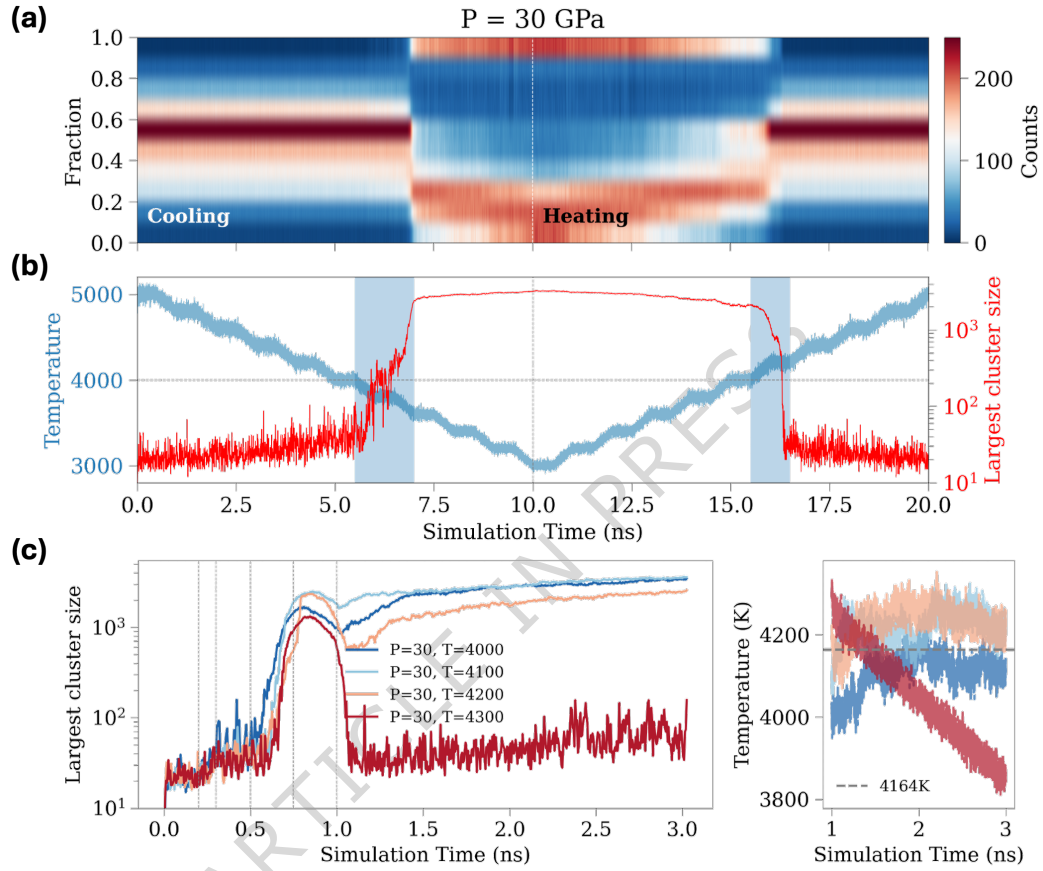 (a)
P = 30 GPa
1.0
0.8
0.6
0.4
0.2
0.0
Fraction
Cooling
Heating
200
100
0
Counts
(b)
5000
4000
3000
Temperature
10³
10²
10¹
Largest cluster size
0.0 2.5 5.0 7.5 10.0 12.5 15.0 17.5 20.0
Simulation Time (ns)
(c)
10³
10²
10¹
Largest cluster size
P=30, T=4000
P=30, T=4100
P=30, T=4200
P=30, T=4300
0.0 0.5 1.0 1.5 2.0 2.5 3.0
Simulation Time (ns)
4200
4000
3800
Temperature (K)
4164K
1 2 3
Simulation Time (ns)
ARTICLE IN PRESS